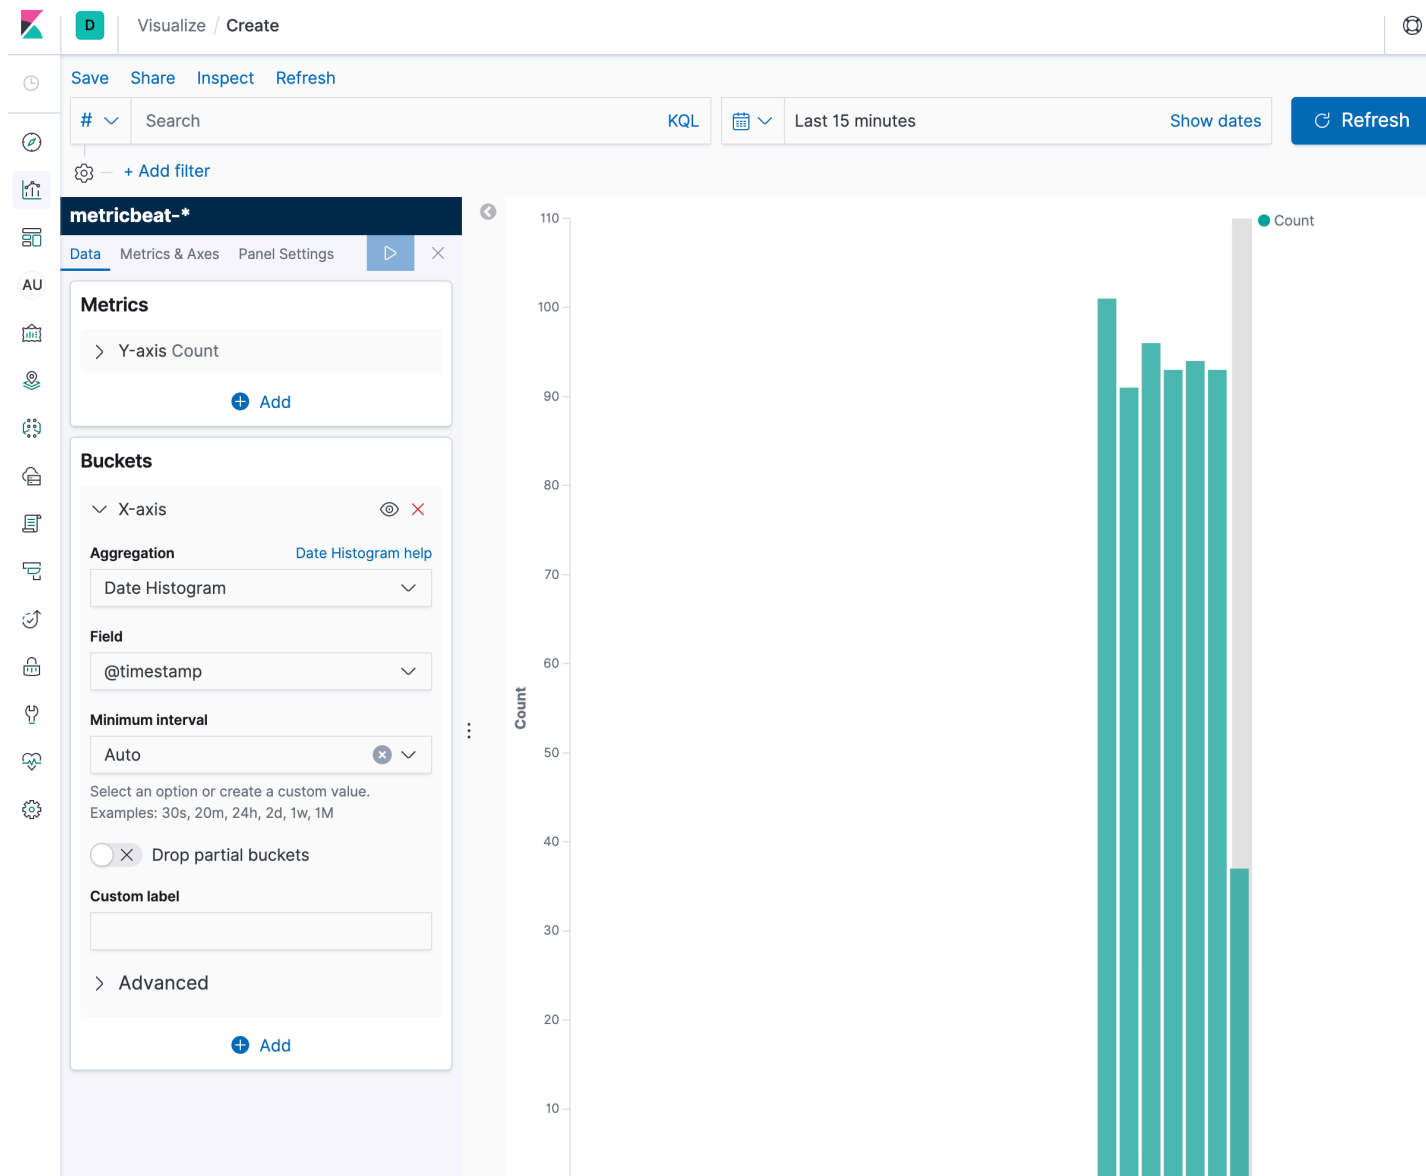 D Visualize / Create
Save Share Inspect Refresh
# Search KQL Last 15 minutes Show dates Refresh
+ Add filter
AU
metricbeat-*
Data Metrics & Axes Panel Settings
Metrics
Y-axis Count
Add
Buckets
X-axis
Aggregation Date Histogram help
Date Histogram
Field
@timestamp
Minimum interval
Auto
Select an option or create a custom value.
Examples: 30s, 20m, 24h, 2d, 1w, 1M
Drop partial buckets
Custom label
Advanced
Add
110
100
90
80
70
60
50
40
30
20
10
Count
Count